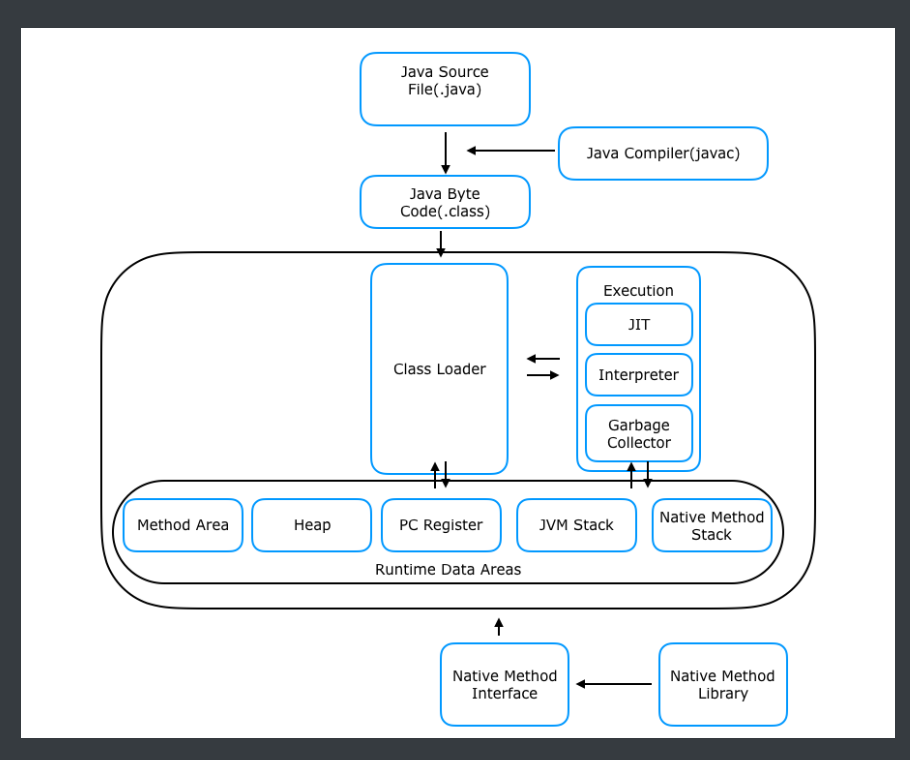 Java Source
File(.java)
Java Compiler(javac)
Java Byte
Code(.class)
Class Loader
Execution
JIT
Interpreter
Garbage
Collector
Method Area
Heap
PC Register
JVM Stack
Native Method
Stack
Runtime Data Areas
Native Method
Interface
Native Method
Library